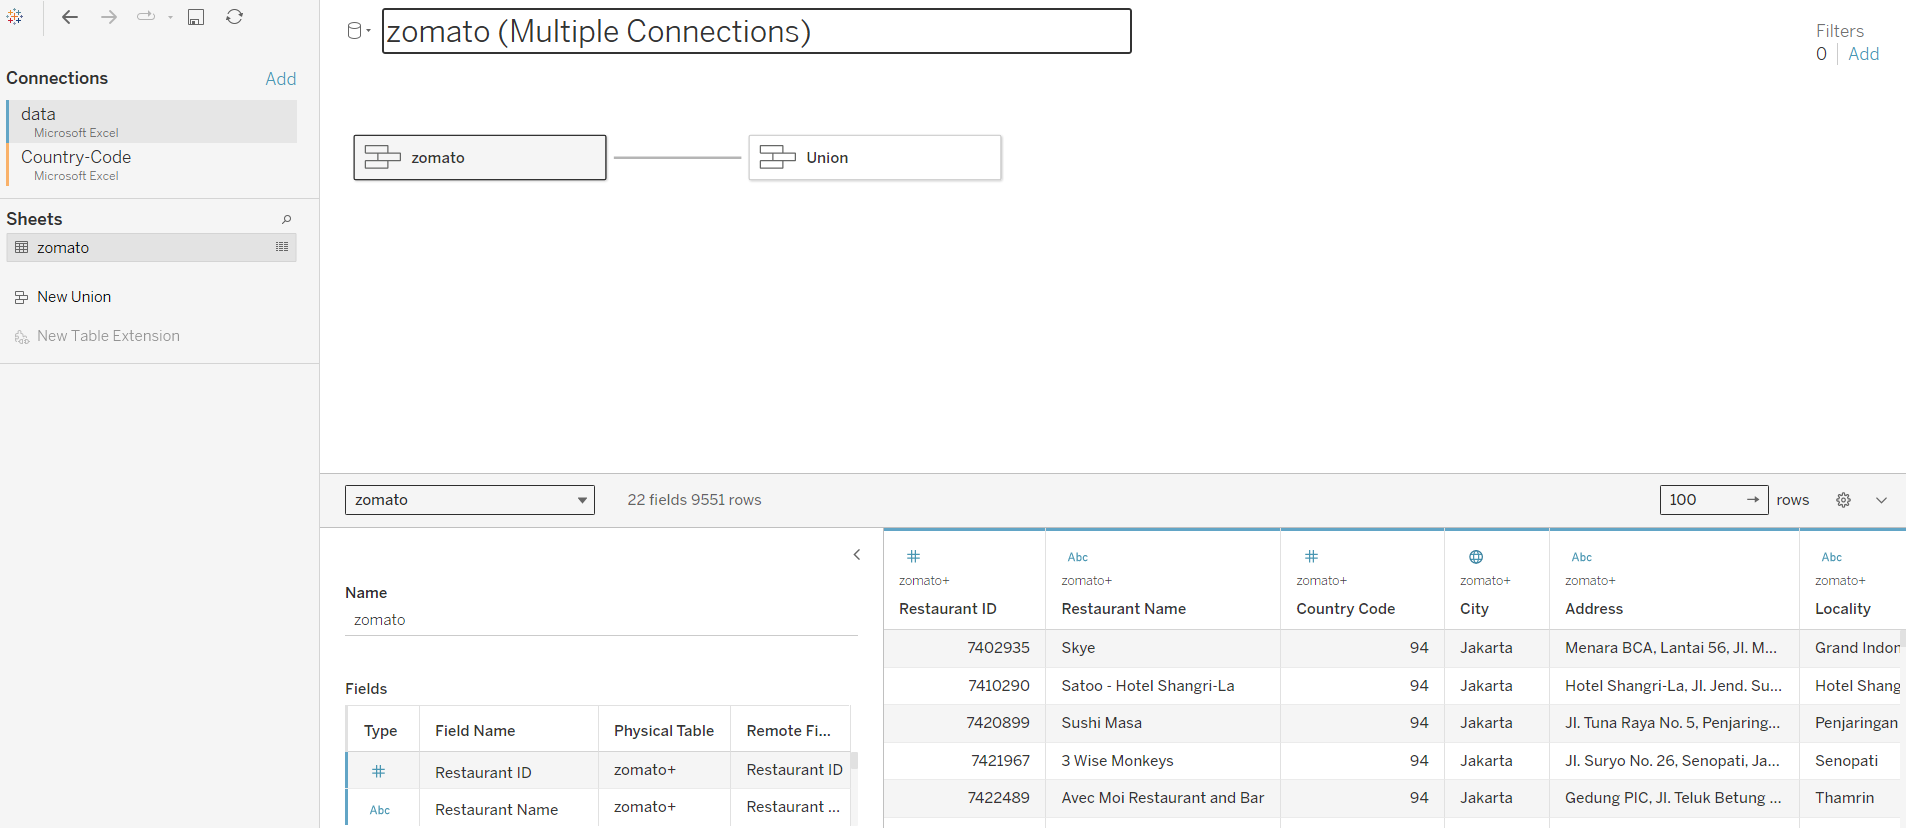 zomato (Multiple Connections)
Filters
0 Add
Connections Add
data
Microsoft Excel
Country-Code
Microsoft Excel
Sheets
zomato
New Union
New Table Extension
zomato
Union
zomato
22 fields 9551 rows
100 rows
Name
zomato
Fields
Type Field Name Physical Table Remote Fi...
# Restaurant ID zomato+ Restaurant ID
Abc Restaurant Name zomato+ Restaurant ...
# Abc # Abc Abc
zomato+ zomato+ zomato+ zomato+ zomato+ zomato+
Restaurant ID Restaurant Name Country Code City Address Locality
7402935 Skye 94 Jakarta Menara BCA, Lantai 56, Jl. M... Grand Indon
7410290 Satoo - Hotel Shangri-La 94 Jakarta Hotel Shangri-La, Jl. Jend. Su... Hotel Shang
7420899 Sushi Masa 94 Jakarta Jl. Tuna Raya No. 5, Penjaring... Penjaringan
7421967 3 Wise Monkeys 94 Jakarta Jl. Suryo No. 26, Senopati, Ja... Senopati
7422489 Avec Moi Restaurant and Bar 94 Jakarta Gedung PIC, Jl. Teluk Betung ... Thamrin